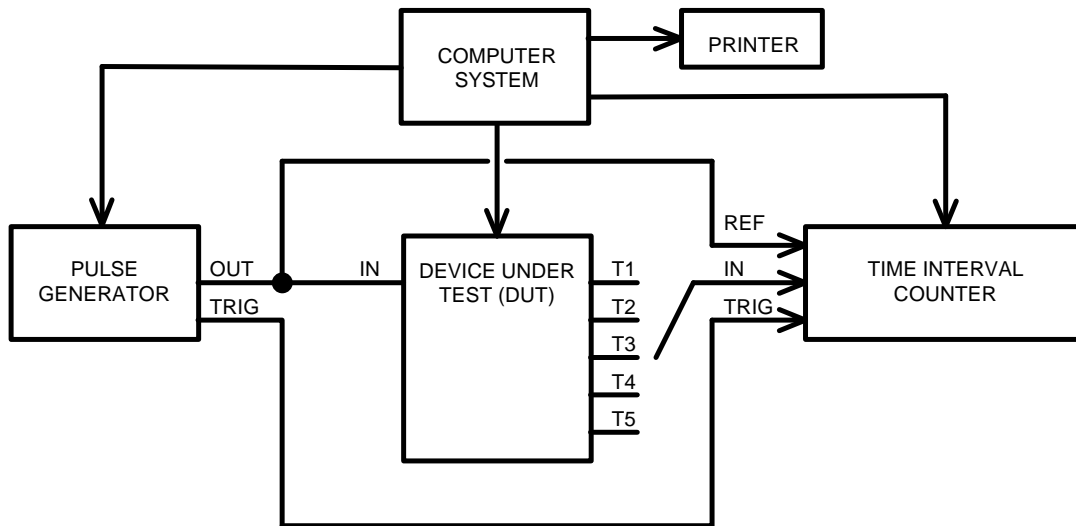 COMPUTER
SYSTEM
PRINTER
PULSE
GENERATOR
OUT
TRIG
IN
DEVICE UNDER
TEST (DUT)
T1
T2
T3
T4
T5
REF
IN
TRIG
TIME INTERVAL
COUNTER